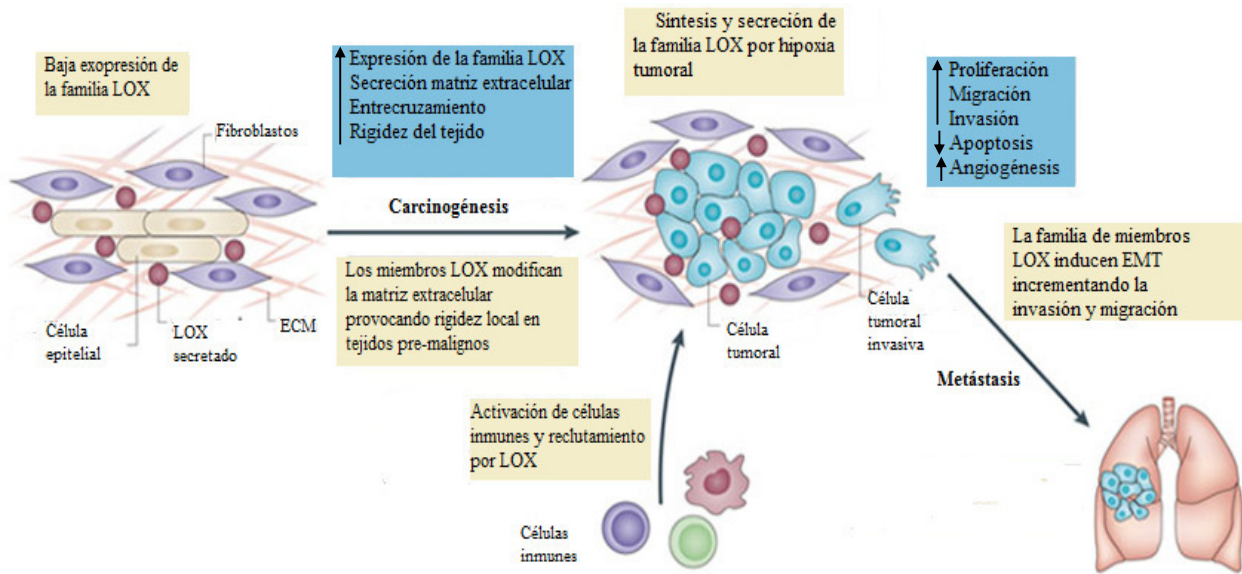 Baja exopresión de
la familia LOX
Fibroblastos
Célula
epitelial
LOX
secretado
ECM
Expresión de la familia LOX
Secreción matriz extracelular
Entrecruzamiento
Rigidez del tejido
Carcinogénesis
Los miembros LOX modifican
la matriz extracelular
provocando rigidez local en
tejidos pre-malignos
Síntesis y secreción de
la familia LOX por hipoxia
tumoral
Célula
tumoral
Célula
tumoral
invasiva
Activación de células
inmunes y reclutamiento
por LOX
Células
inmunes
Proliferación
Migración
Invasión
Apoptosis
Angiogénesis
La familia de miembros
LOX inducen EMT
incrementando la
invasión y migración
Metástasis